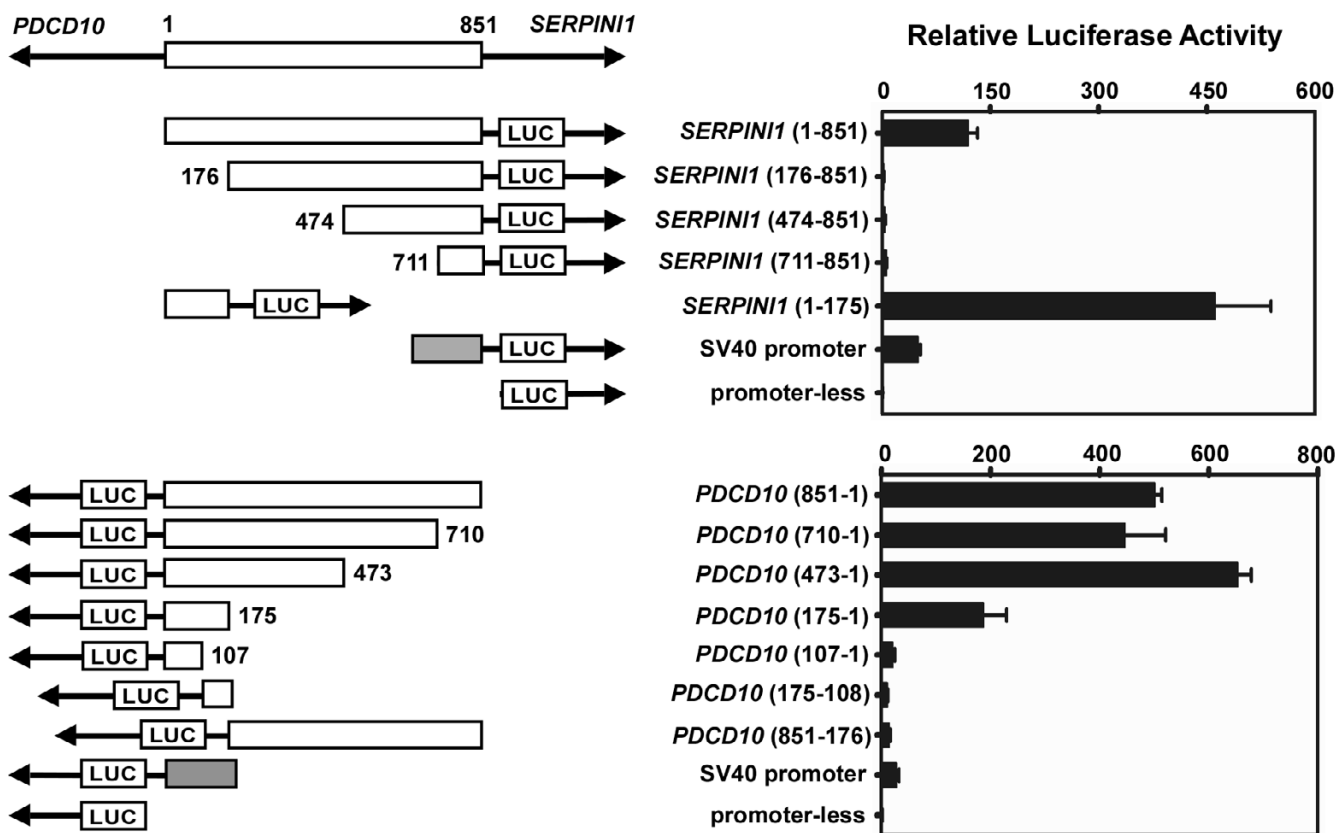 PDCD10 1 851 SERPINI1
Relative Luciferase Activity
0 150 300 450 600
LUC SERPINI1 (1-851)
176 LUC SERPINI1 (176-851)
474 LUC SERPINI1 (474-851)
711 LUC SERPINI1 (711-851)
LUC SERPINI1 (1-175)
LUC SV40 promoter
LUC promoter-less
0 200 400 600 800
LUC PDCD10 (851-1)
LUC 710 PDCD10 (710-1)
LUC 473 PDCD10 (473-1)
LUC 175 PDCD10 (175-1)
LUC 107 PDCD10 (107-1)
LUC PDCD10 (175-108)
LUC PDCD10 (851-176)
LUC SV40 promoter
LUC promoter-less